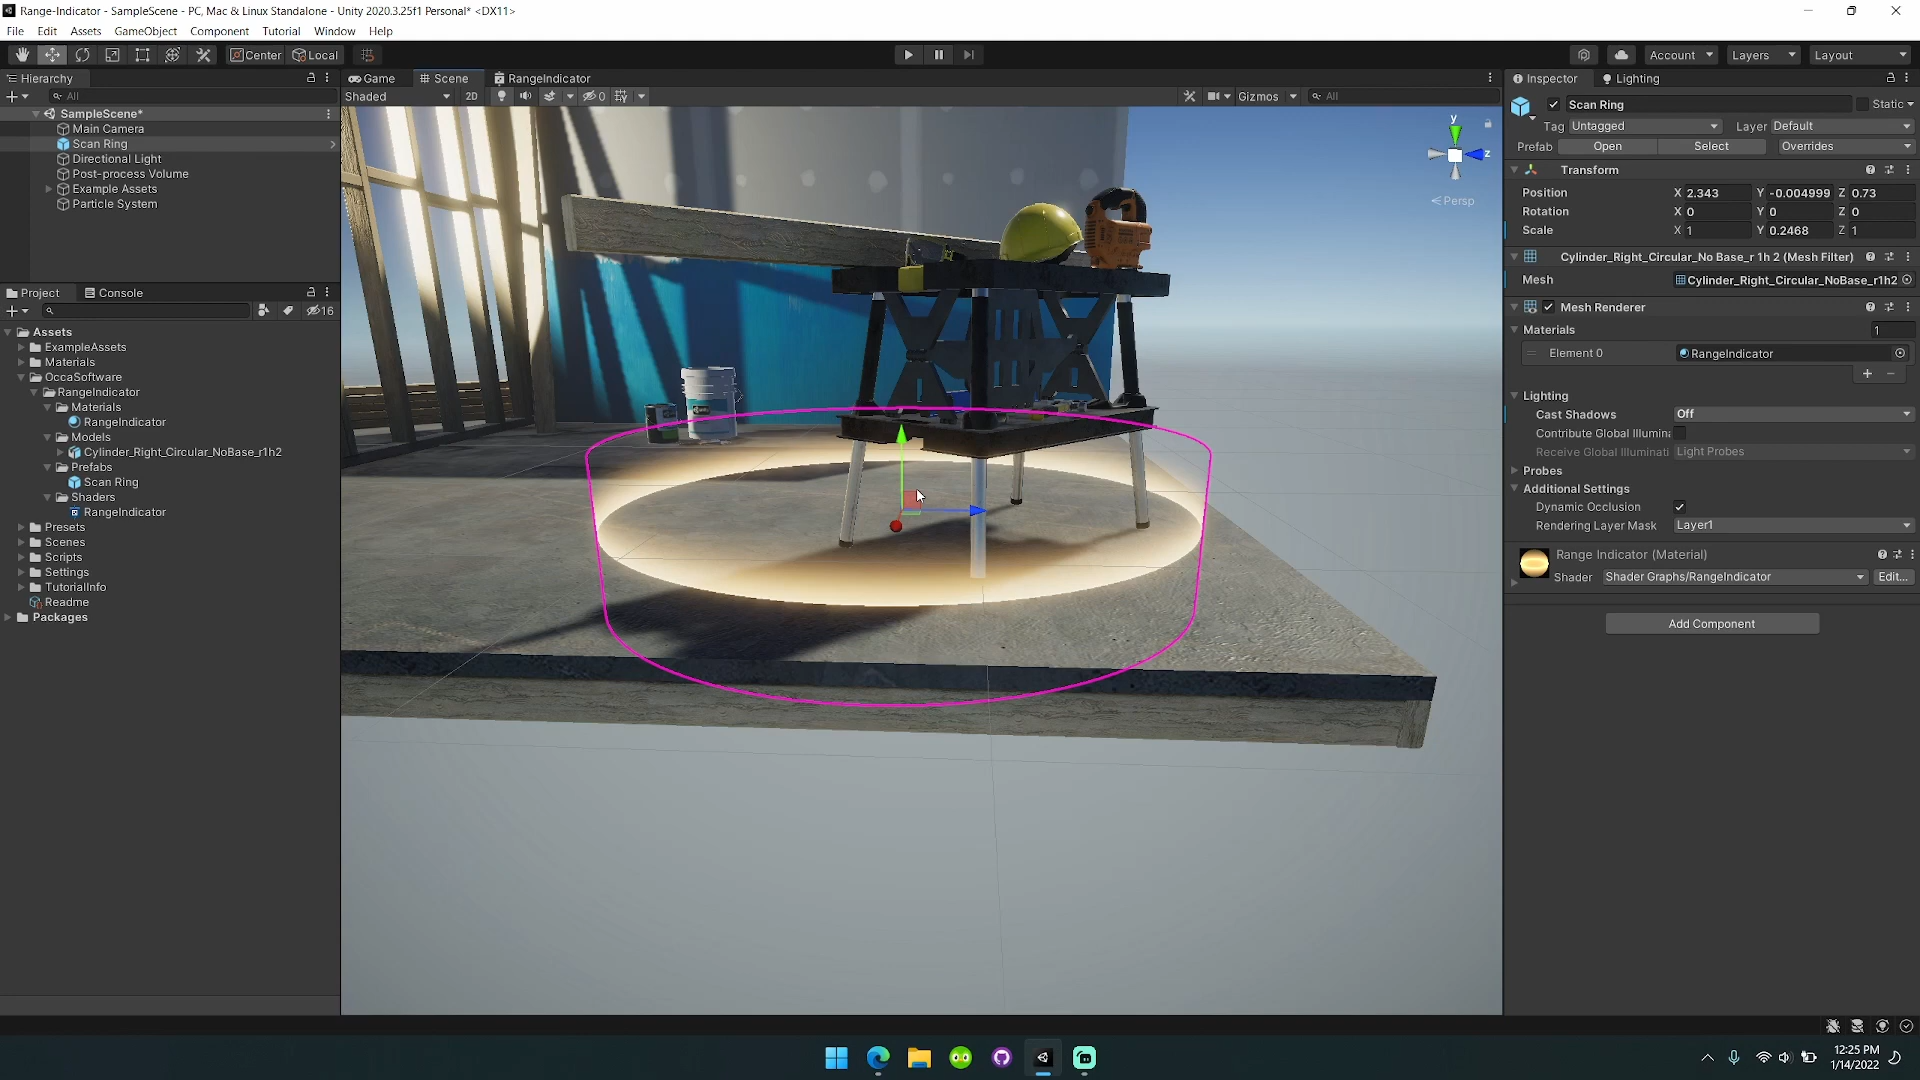 Range-Indicator - SampleScene - PC, Mac & Linux Standalone - Unity 2020.3.25f1 Personal* <DX11>
File Edit Assets GameObject Component Tutorial Window Help
Center Local Account Layers Layout
Hierarchy
All
SampleScene*
Main Camera
Scan Ring
Directional Light
Post-process Volume
Example Assets
Particle System
Project Console
16
Assets
ExampleAssets
Materials
OccaSoftware
RangeIndicator
Materials
RangeIndicator
Models
Cylinder_Right_Circular_NoBase_r1h2
Prefabs
Scan Ring
Shaders
RangeIndicator
Presets
Scenes
Scripts
Settings
TutorialInfo
Readme
Packages
Game Scene RangeIndicator
Shaded 2D 0 Gizmos All
y
z
Persp
Inspector Lighting
Scan Ring Static
Tag Untagged Layer Default
Prefab Open Select Overrides
Transform
Position X 2.343 Y -0.004999 Z 0.73
Rotation X 0 Y 0 Z 0
Scale X 1 Y 0.2468 Z 1
Cylinder_Right_Circular_No Base_r 1h 2 (Mesh Filter)
Mesh Cylinder_Right_Circular_NoBase_r1h2
Mesh Renderer
Materials 1
Element 0 RangeIndicator
Lighting
Cast Shadows Off
Contribute Global Illumina
Receive Global Illuminati Light Probes
Probes
Additional Settings
Dynamic Occlusion
Rendering Layer Mask Layer1
Range Indicator (Material)
Shader Shader Graphs/RangeIndicator Edit...
Add Component
12:25 PM
1/14/2022